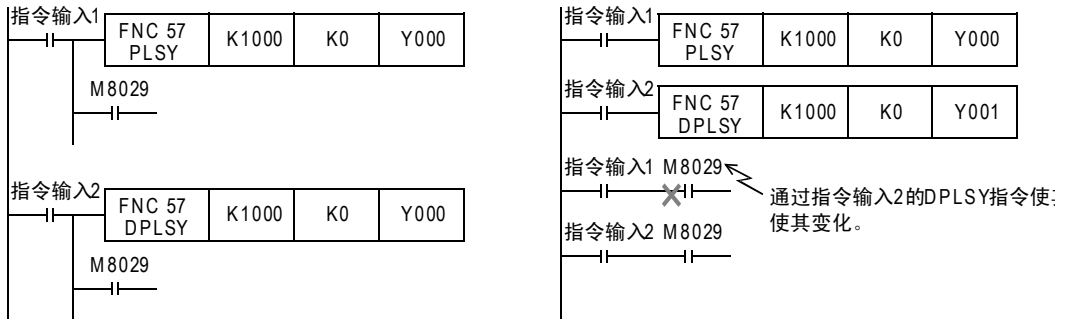 指令输入1
FNC 57
PLSY
K1000
K0
Y000
M8029
指令输入2
FNC 57
DPLSY
K1000
K0
Y000
M8029
指令输入1
FNC 57
PLSY
K1000
K0
Y000
指令输入2
FNC 57
DPLSY
K1000
K0
Y001
指令输入1 M8029
通过指令输入2的DPLSY指令使
使其变化。
指令输入2 M8029